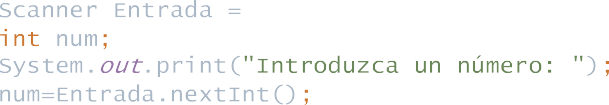 Scanner Entrada =
int num;
System.out.print("Introduzca un número: ");
num=Entrada.nextInt();